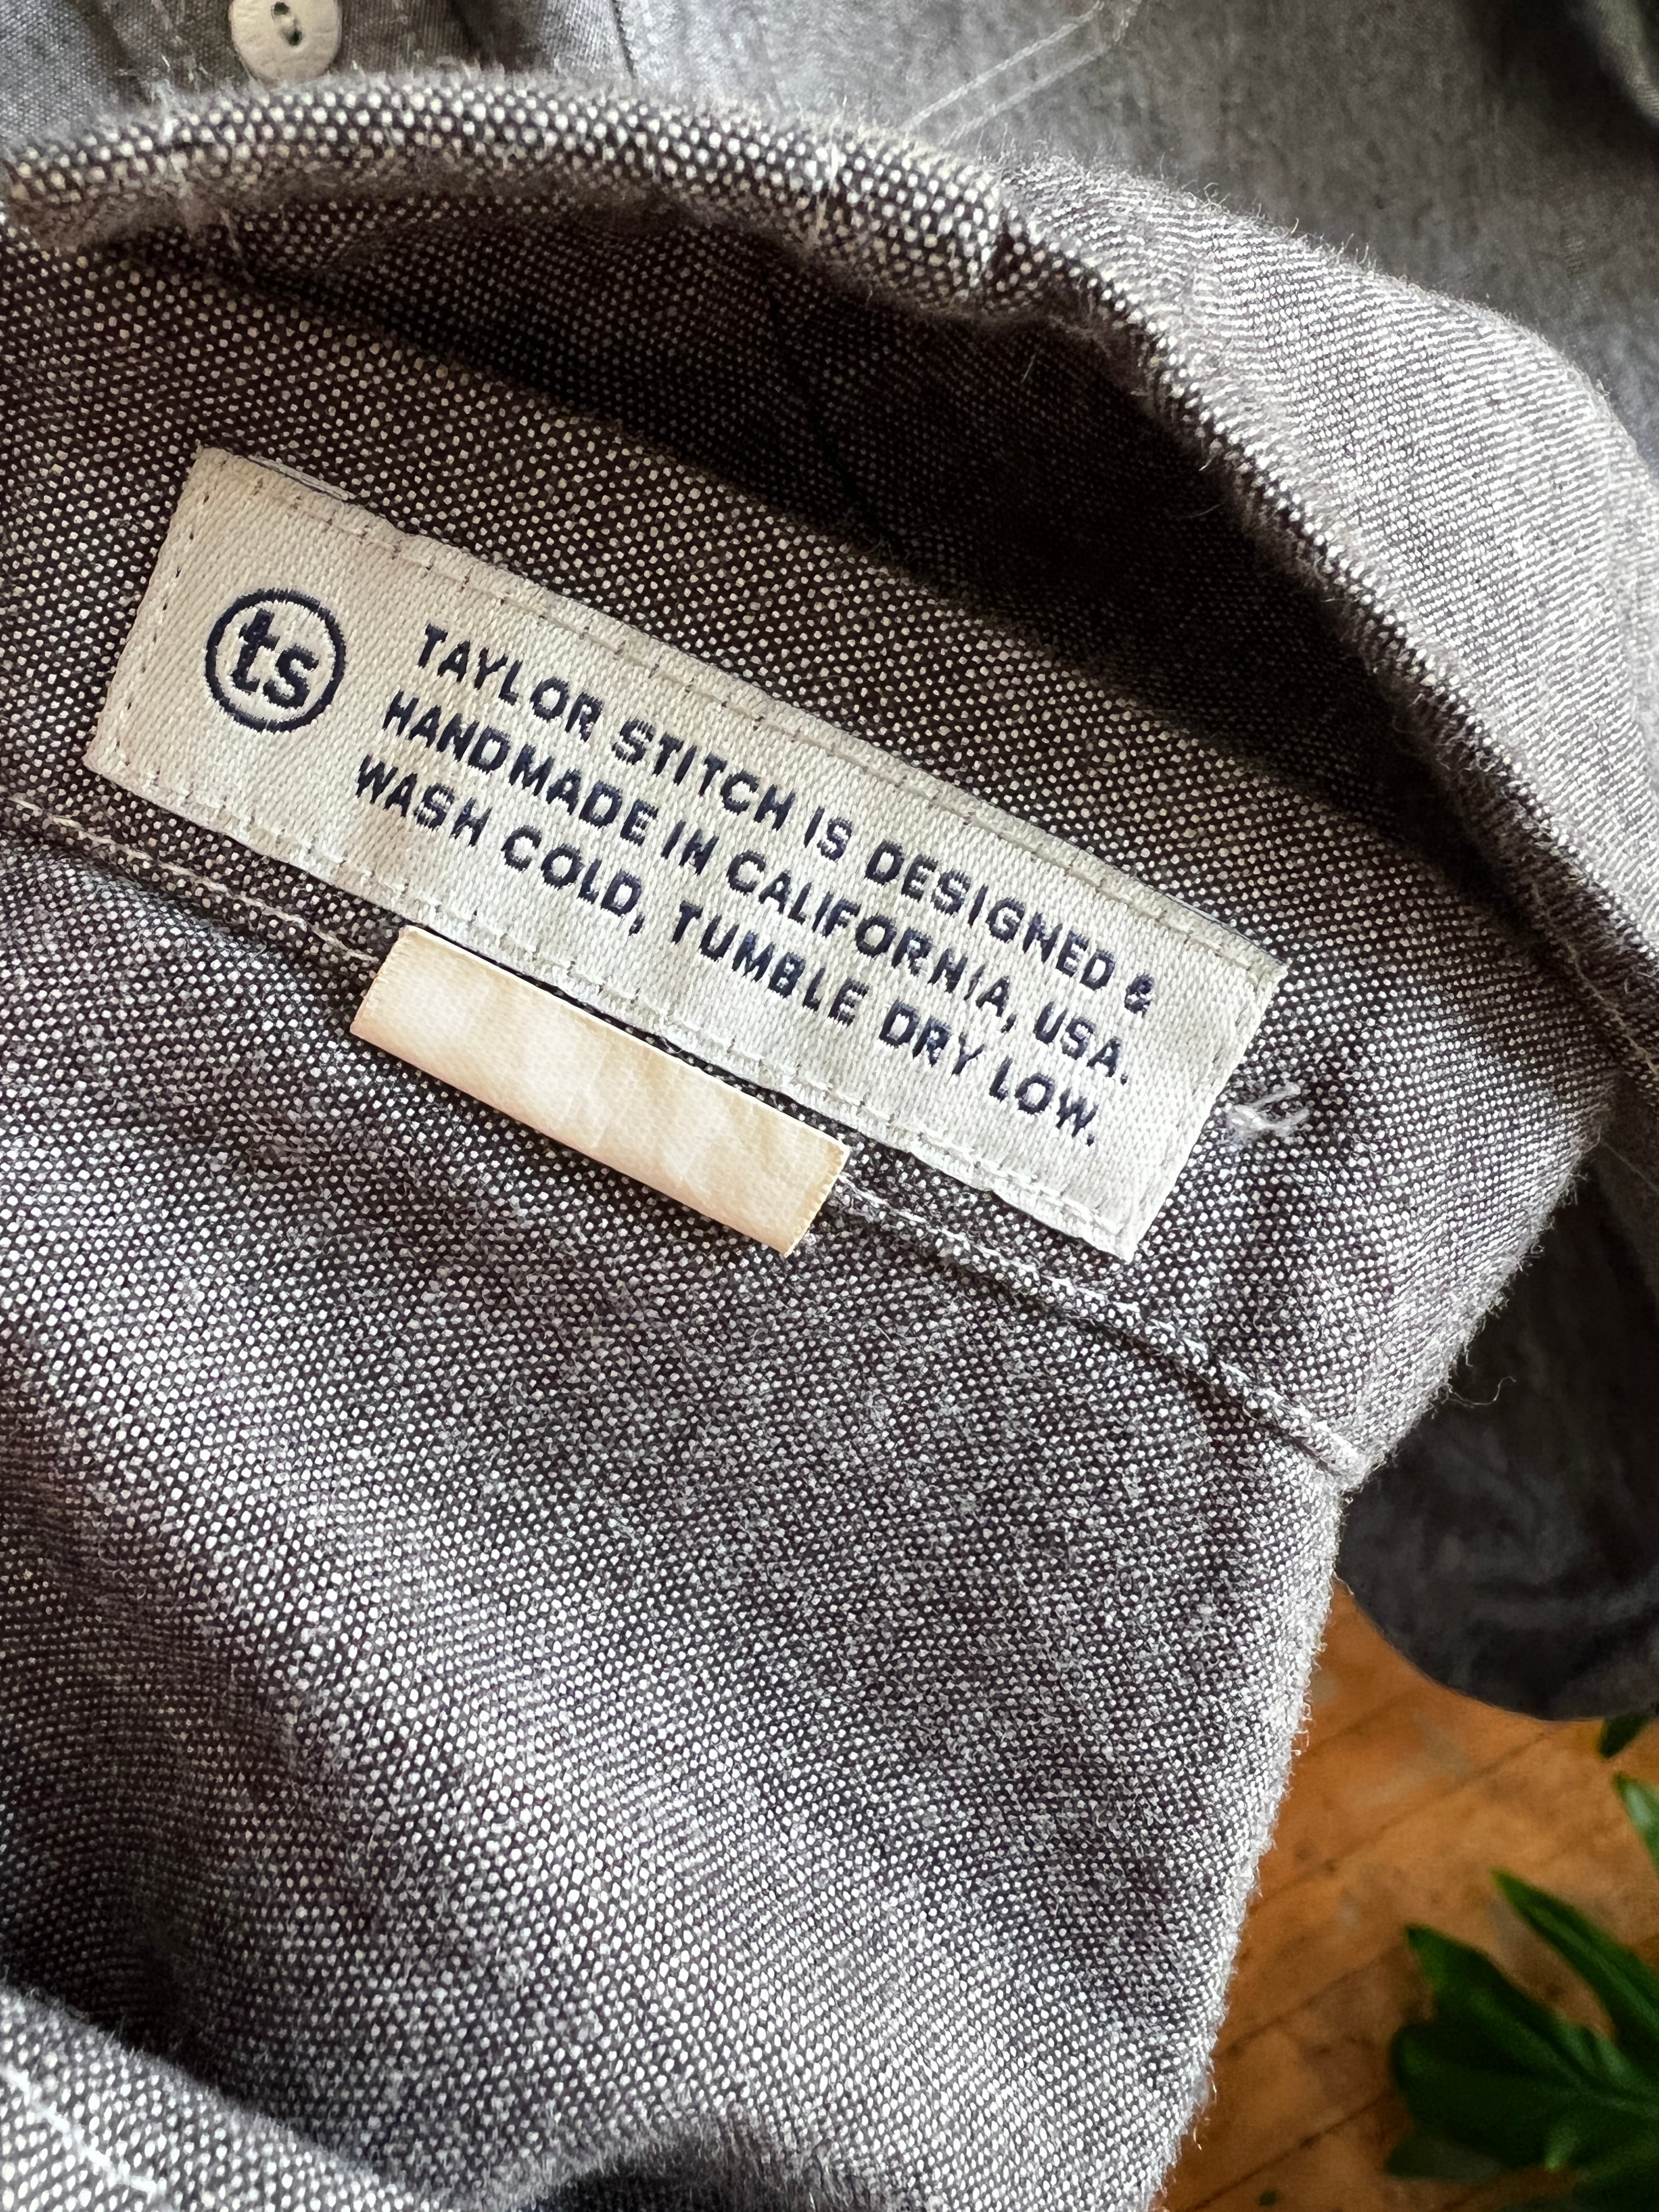 ts
TAYLOR STITCH IS DESIGNED &
HANDMADE IN CALIFORNIA, USA.
WASH COLD, TUMBLE DRY LOW.